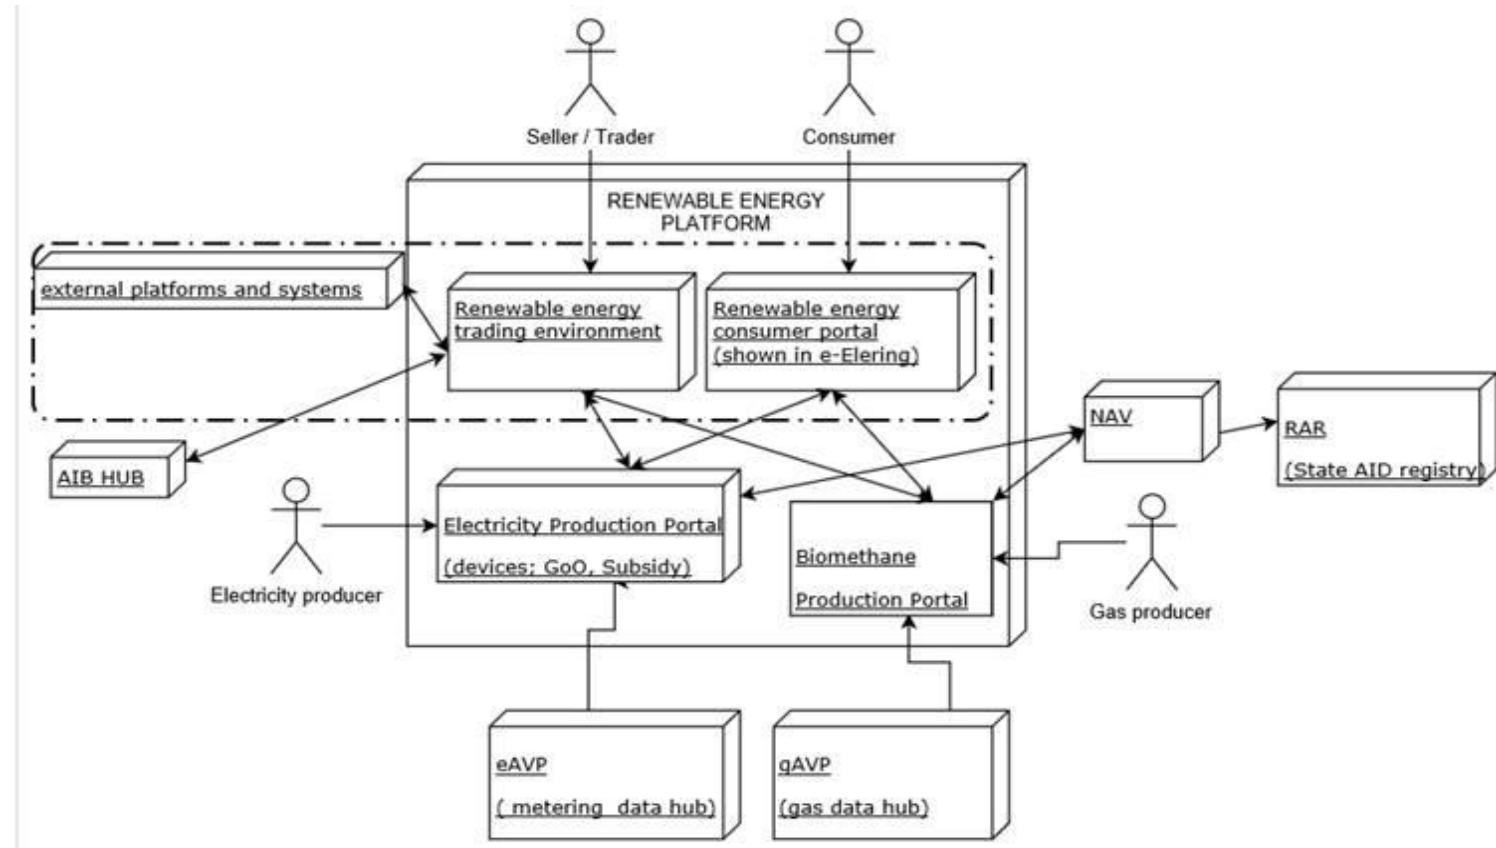 Seller / Trader
Consumer
RENEWABLE ENERGY
PLATFORM
external platforms and systems
Renewable energy
trading environment
Renewable energy
consumer portal
(shown in e-Elering)
NAV
RAR
(State AID registry)
AIB HUB
Electricity Production Portal
(devices; GoO, Subsidy)
Electricity producer
Biomethane
Production Portal
Gas producer
eAVP
( metering data hub)
gAVP
(gas data hub)